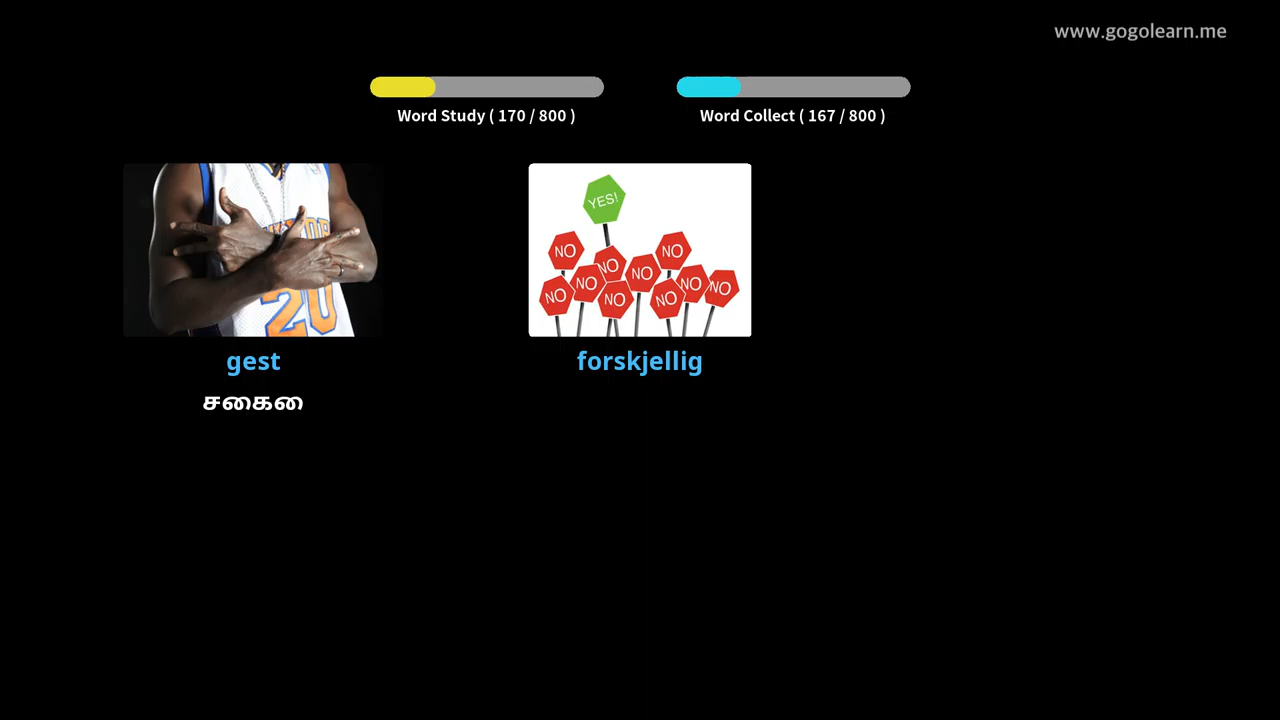 www.gogolearn.me
Word Study ( 170 / 800 )
Word Collect ( 167 / 800 )
20
YES!
NO
NO
NO
NO
NO
NO
NO
NO
NO
NO
gest
சகைை
forskjellig